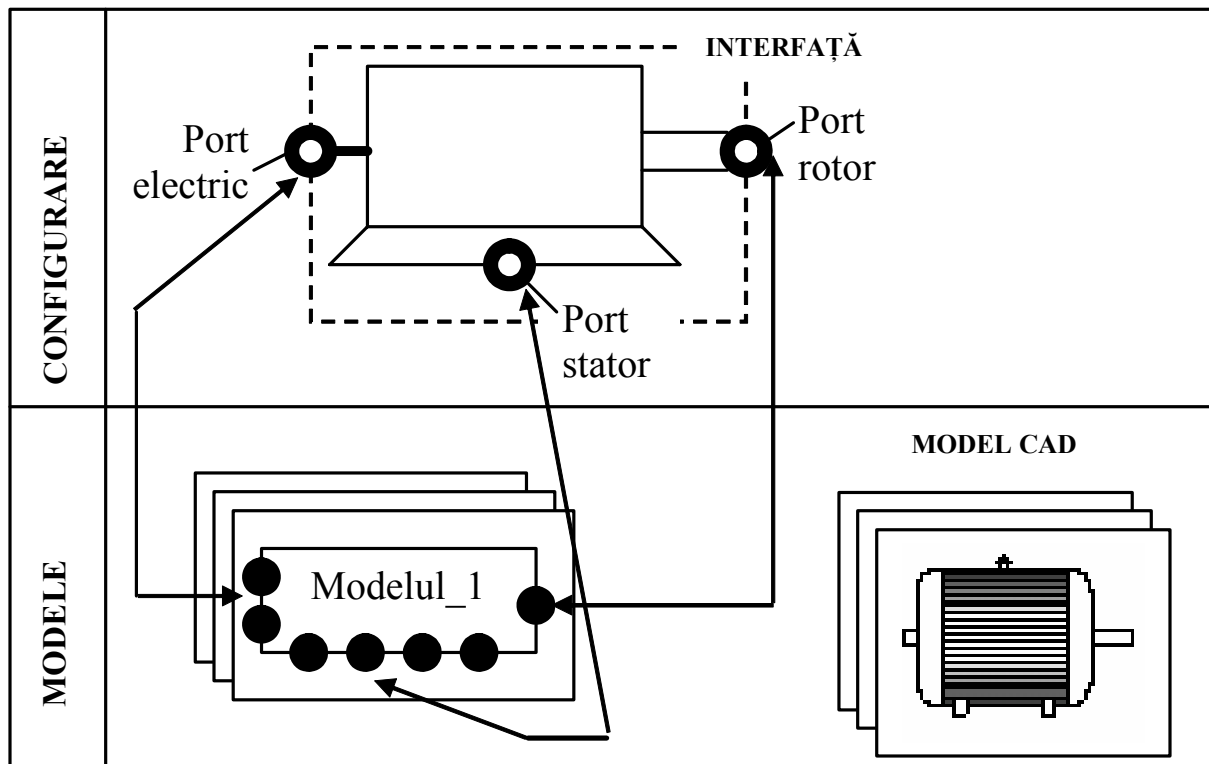 CONFIGURARE
INTERFAȚĂ
Port
electric
Port
rotor
Port
stator
MODELE
Modelul_1
MODEL CAD